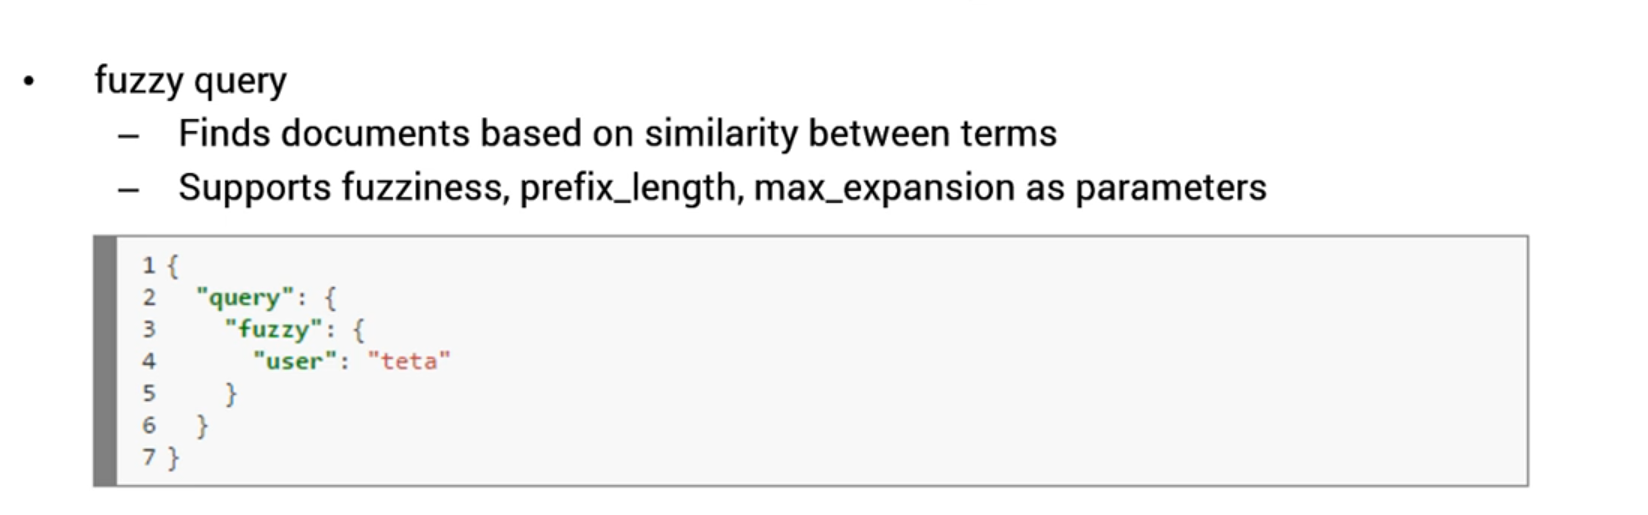 • fuzzy query
– Finds documents based on similarity between terms
– Supports fuzziness, prefix_length, max_expansion as parameters
1 {
2   "query": {
3     "fuzzy": {
4       "user": "teta"
5     }
6   }
7 }